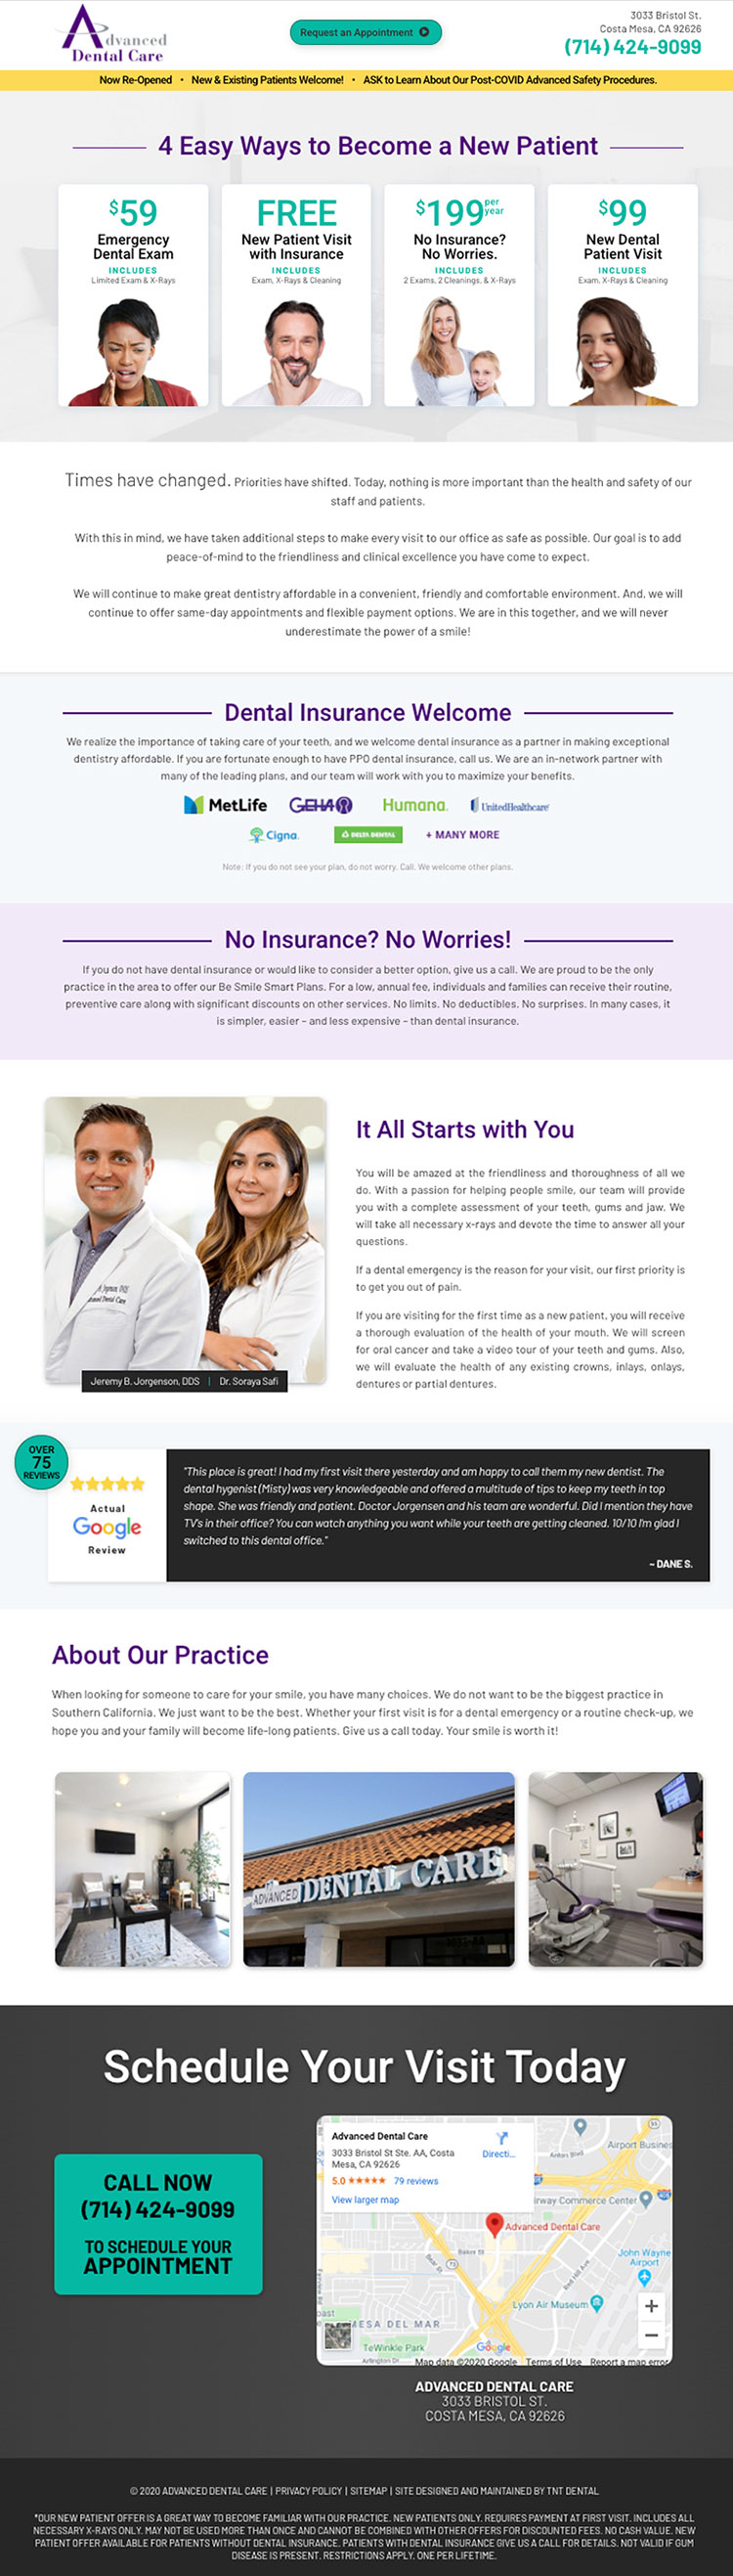 Advanced
Dental Care
Request an Appointment
3033 Bristol St.
Costa Mesa, CA 92626
(714) 424-9099
Now Re-Opened • New & Existing Patients Welcome! • ASK to Learn About Our Post-COVID Advanced Safety Procedures.
4 Easy Ways to Become a New Patient
$59
Emergency
Dental Exam
INCLUDES
Limited Exam & X-Rays
FREE
New Patient Visit
with Insurance
INCLUDES
Exam, X-Rays & Cleaning
$199 per year
No Insurance?
No Worries.
INCLUDES
2 Exams, 2 Cleanings, & X-Rays
$99
New Dental
Patient Visit
INCLUDES
Exam, X-Rays & Cleaning
Times have changed. Priorities have shifted. Today, nothing is more important than the health and safety of our
staff and patients.
With this in mind, we have taken additional steps to make every visit to our office as safe as possible. Our goal is to add
peace-of-mind to the friendliness and clinical excellence you have come to expect.
We will continue to make great dentistry affordable in a convenient, friendly and comfortable environment. And, we will
continue to offer same-day appointments and flexible payment options. We are in this together, and we will never
underestimate the power of a smile!
Dental Insurance Welcome
We realize the importance of taking care of your teeth, and we welcome dental insurance as a partner in making exceptional
dentistry affordable. If you are fortunate enough to have PPO dental insurance, call us. We are an in-network partner with
many of the leading plans, and our team will work with you to maximize your benefits.
MetLife GEHA Humana. UnitedHealthcare
Cigna. DELTA DENTAL + MANY MORE
Note: if you do not see your plan, do not worry. Call. We welcome other plans.
No Insurance? No Worries!
If you do not have dental insurance or would like to consider a better option, give us a call. We are proud to be the only
practice in the area to offer our Be Smile Smart Plans. For a low, annual fee, individuals and families can receive their routine,
preventive care along with significant discounts on other services. No limits. No deductibles. No surprises. In many cases, it
is simpler, easier – and less expensive – than dental insurance.
Jeremy B. Jorgenson, DDS | Dr. Soraya Safi
It All Starts with You
You will be amazed at the friendliness and thoroughness of all we
do. With a passion for helping people smile, our team will provide
you with a complete assessment of your teeth, gums and jaw. We
will take all necessary x-rays and devote the time to answer all your
questions.
If a dental emergency is the reason for your visit, our first priority is
to get you out of pain.
If you are visiting for the first time as a new patient, you will receive
a thorough evaluation of the health of your mouth. We will screen
for oral cancer and take a video tour of your teeth and gums. Also,
we will evaluate the health of any existing crowns, inlays, onlays,
dentures or partial dentures.
OVER
75
REVIEWS
Actual
Google
Review
"This place is great! I had my first visit there yesterday and am happy to call them my new dentist. The
dental hygenist (Misty) was very knowledgeable and offered a multitude of tips to keep my teeth in top
shape. She was friendly and patient. Doctor Jorgensen and his team are wonderful. Did I mention they have
TV's in their office? You can watch anything you want while your teeth are getting cleaned. 10/10 I'm glad I
switched to this dental office."
~ DANE S.
About Our Practice
When looking for someone to care for your smile, you have many choices. We do not want to be the biggest practice in
Southern California. We just want to be the best. Whether your first visit is for a dental emergency or a routine check-up, we
hope you and your family will become life-long patients. Give us a call today. Your smile is worth it!
ADVANCED DENTAL CARE
Schedule Your Visit Today
CALL NOW
(714) 424-9099
TO SCHEDULE YOUR
APPOINTMENT
Advanced Dental Care
3033 Bristol St Ste. AA, Costa
Mesa, CA 92626
5.0 ★★★★★ 79 reviews
View larger map
Directi...
Anton Blvd
55
Airport Busines
405
irway Commerce Center
Advanced Dental Care
Baker St
Bear St
73
Red Hill Ave
John Wayne
Airport
Lyon Air Museum
oast
MESA DEL MAR
TeWinkle Park
Google
Arlington Dr
Map data ©2020 Google Terms of Use Report a map error
ADVANCED DENTAL CARE
3033 BRISTOL ST.
COSTA MESA, CA 92626
© 2020 ADVANCED DENTAL CARE | PRIVACY POLICY | SITEMAP | SITE DESIGNED AND MAINTAINED BY TNT DENTAL
*OUR NEW PATIENT OFFER IS A GREAT WAY TO BECOME FAMILIAR WITH OUR PRACTICE. NEW PATIENTS ONLY. REQUIRES PAYMENT AT FIRST VISIT. INCLUDES ALL
NECESSARY X-RAYS ONLY. MAY NOT BE USED MORE THAN ONCE AND CANNOT BE COMBINED WITH OTHER OFFERS FOR DISCOUNTED FEES. NO CASH VALUE. NEW
PATIENT OFFER AVAILABLE FOR PATIENTS WITHOUT DENTAL INSURANCE. PATIENTS WITH DENTAL INSURANCE GIVE US A CALL FOR DETAILS. NOT VALID IF GUM
DISEASE IS PRESENT. RESTRICTIONS APPLY. ONE PER LIFETIME.